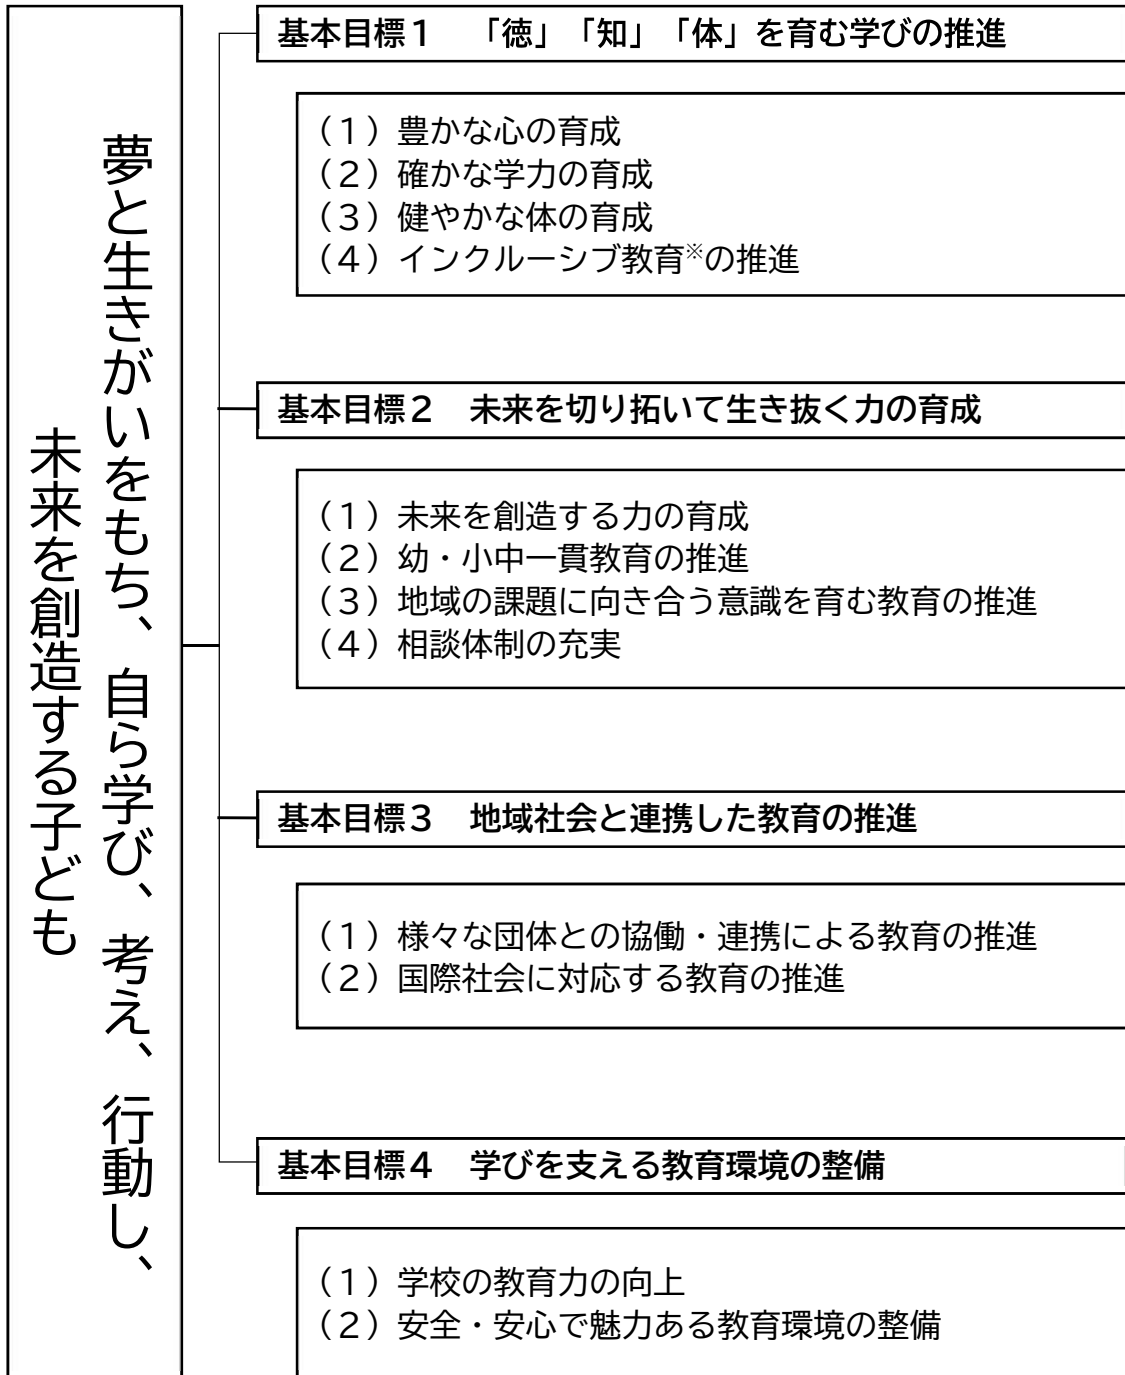 夢と生きがいをもち、自ら学び、考え、行動し、
未来を創造する子ども
基本目標１　「徳」「知」「体」を育む学びの推進
（１）豊かな心の育成
（２）確かな学力の育成
（３）健やかな体の育成
（４）インクルーシブ教育※の推進
基本目標２　未来を切り拓いて生き抜く力の育成
（１）未来を創造する力の育成
（２）幼・小中一貫教育の推進
（３）地域の課題に向き合う意識を育む教育の推進
（４）相談体制の充実
基本目標３　地域社会と連携した教育の推進
（１）様々な団体との協働・連携による教育の推進
（２）国際社会に対応する教育の推進
基本目標４　学びを支える教育環境の整備
（１）学校の教育力の向上
（２）安全・安心で魅力ある教育環境の整備